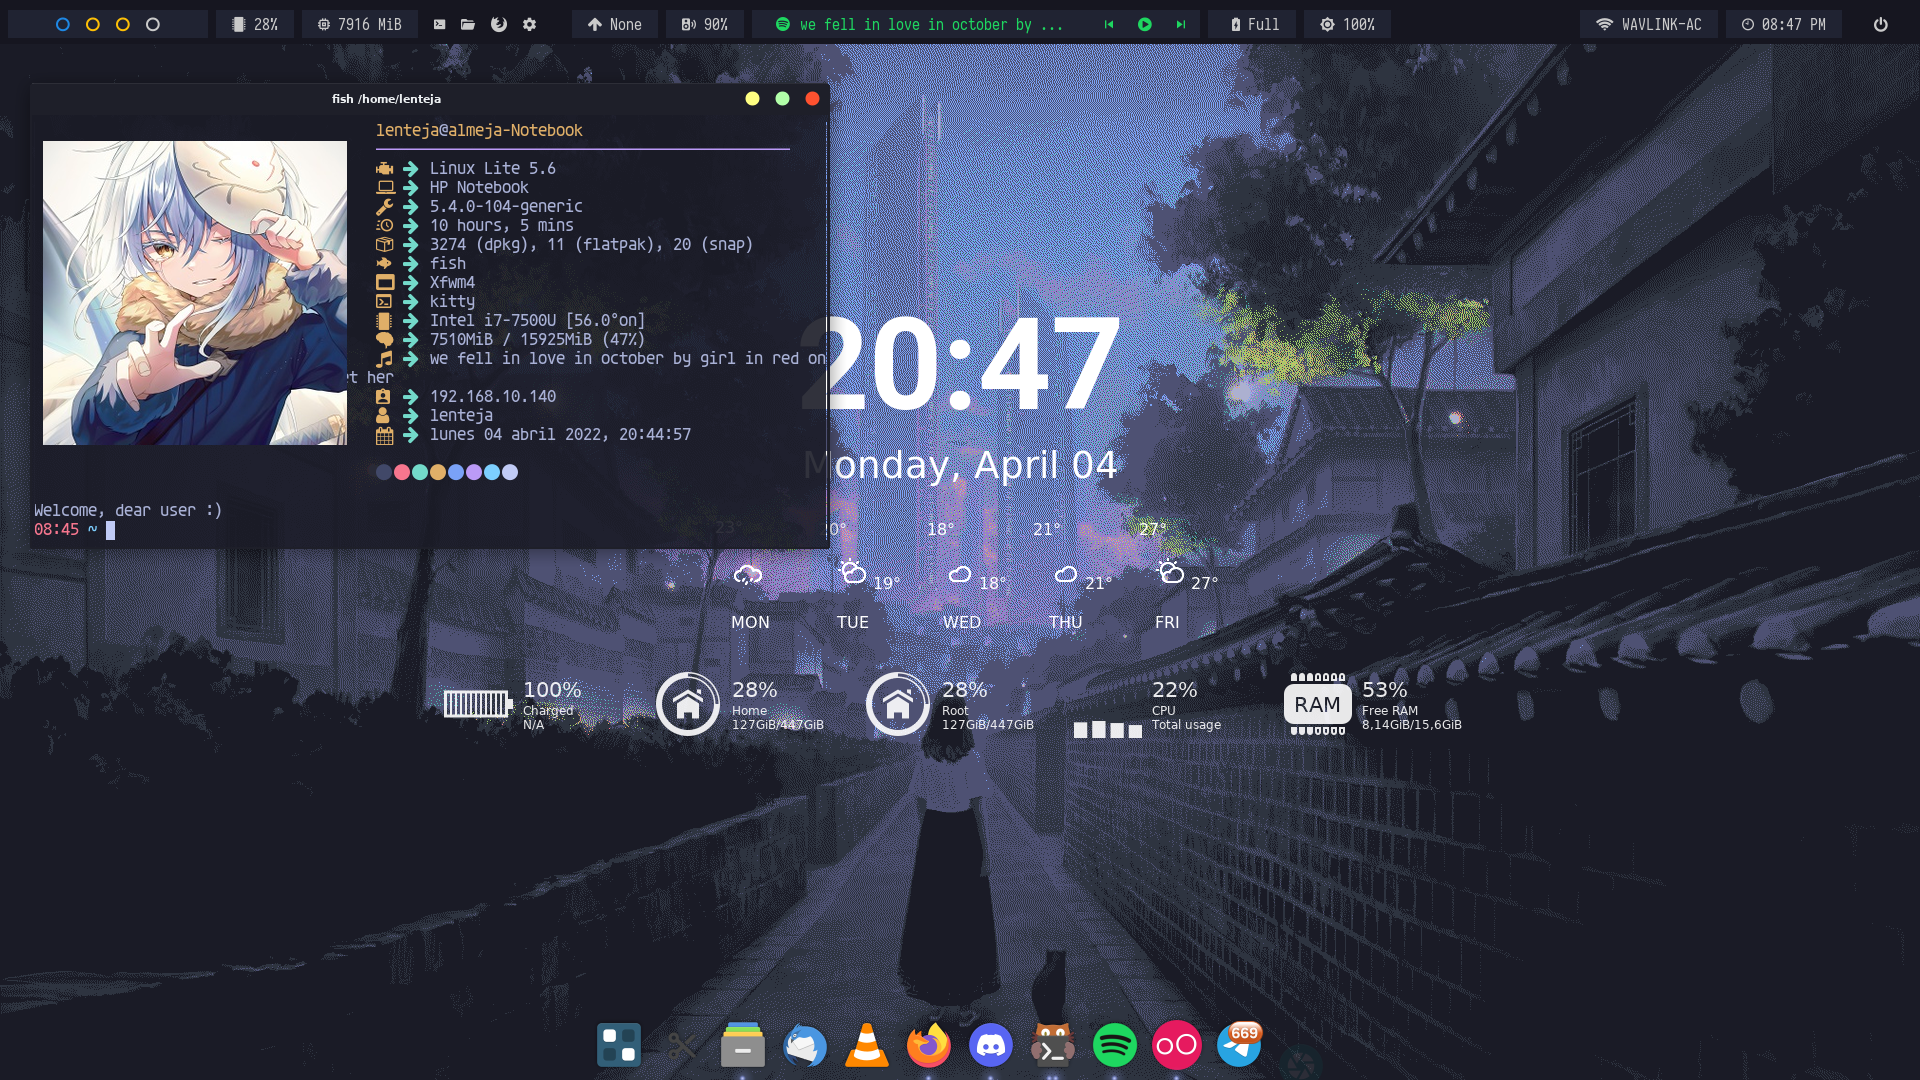 28%
7916 MiB
None
90%
we fell in love in october by ...
Full
100%
WAVLINK-AC
08:47 PM
fish /home/lenteja
lenteja@almeja-Notebook
Linux Lite 5.6
HP Notebook
5.4.0-104-generic
10 hours, 5 mins
3274 (dpkg), 11 (flatpak), 20 (snap)
fish
Xfwm4
kitty
Intel i7-7500U [56.0°on]
7510MiB / 15925MiB (47%)
we fell in love in october by girl in red on
et her
192.168.10.140
lenteja
lunes 04 abril 2022, 20:44:57
Welcome, dear user :)
08:45 ~
20:47
Monday, April 04
23° 20° 18° 21° 27°
19° 18° 21° 27°
MON TUE WED THU FRI
100%
Charged
N/A
28%
Home
127GiB/447GiB
28%
Root
127GiB/447GiB
22%
CPU
Total usage
RAM
53%
Free RAM
8,14GiB/15,6GiB
669